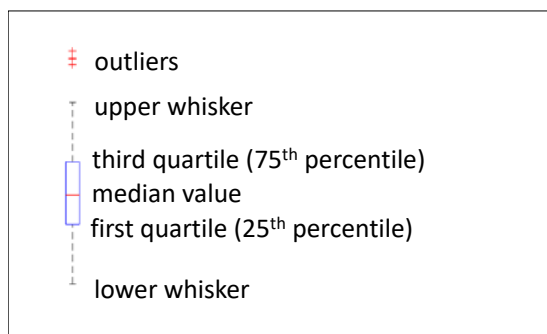 outliers
upper whisker
third quartile (75th percentile)
median value
first quartile (25th percentile)
lower whisker